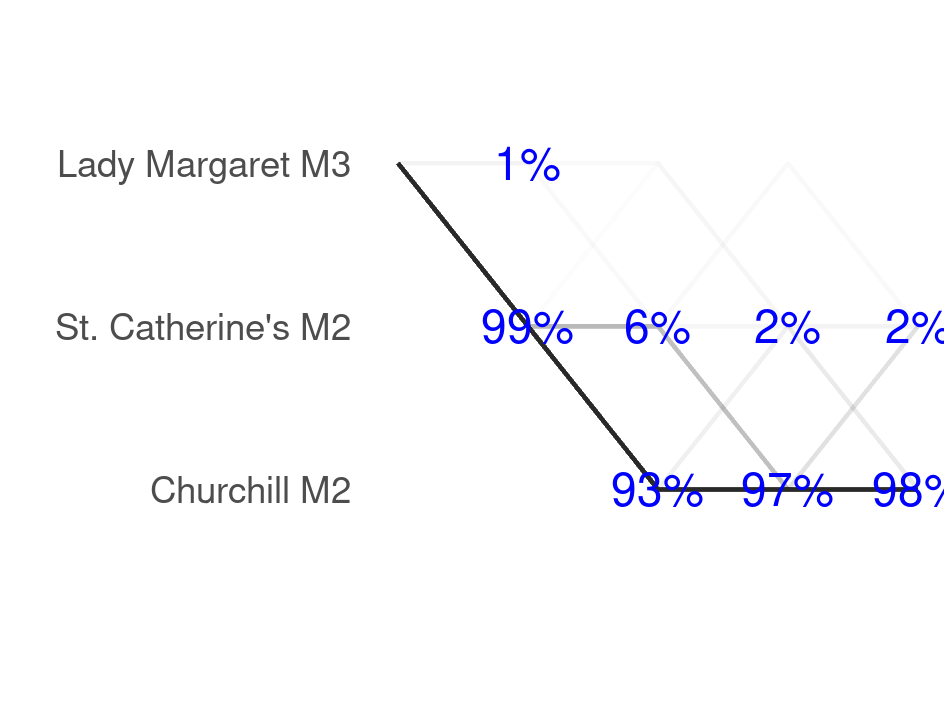 Lady Margaret M3 1%
St. Catherine's M2 99% 6% 2% 2%
Churchill M2 93% 97% 98%